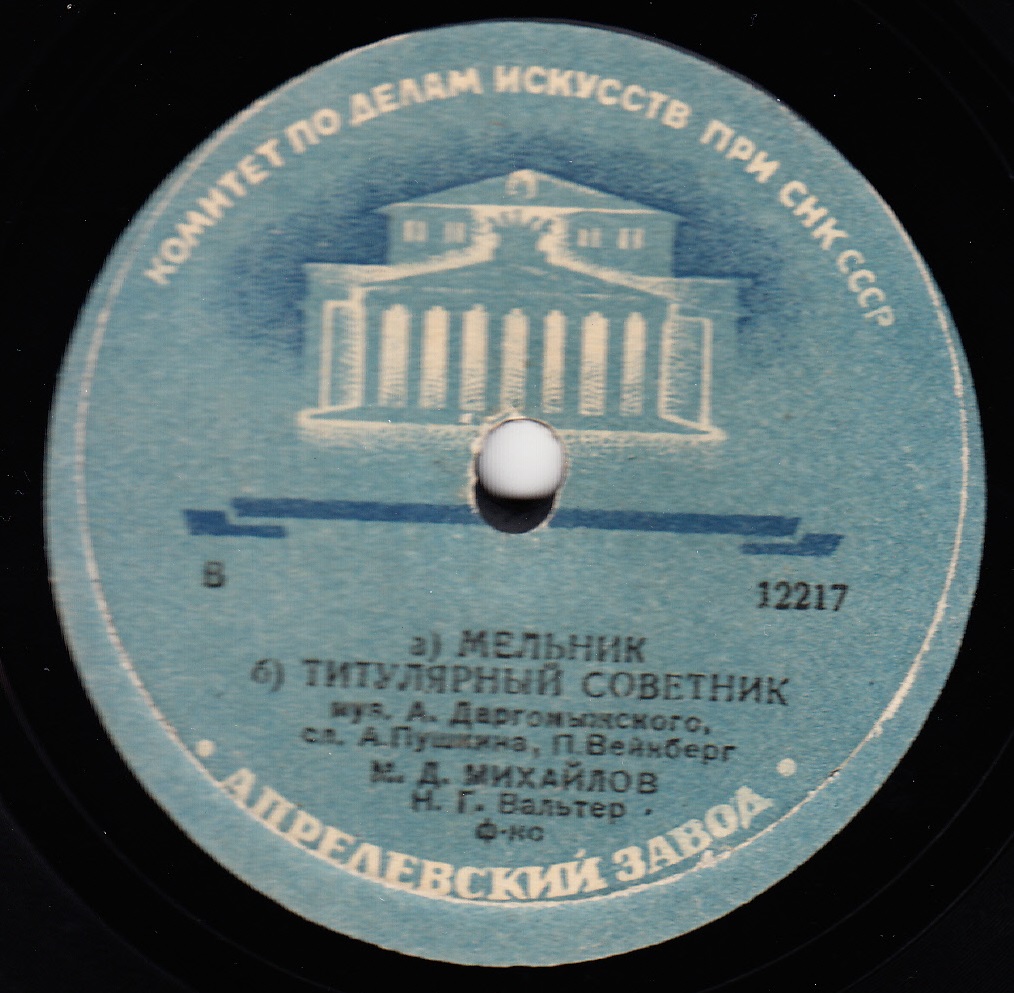 КОМИТЕТ ПО ДЕЛАМ ИСКУССТВ ПРИ СНК СССР
В 12217
а) МЕЛЬНИК
б) ТИТУЛЯРНЫЙ СОВЕТНИК
муз. А. Даргомыжского,
сл. А.Пушкина, П.Вейнберг
М. Д. МИХАЙЛОВ
Н. Г. Вальтер
ф-но
АПРЕЛЕВСКИЙ ЗАВОД